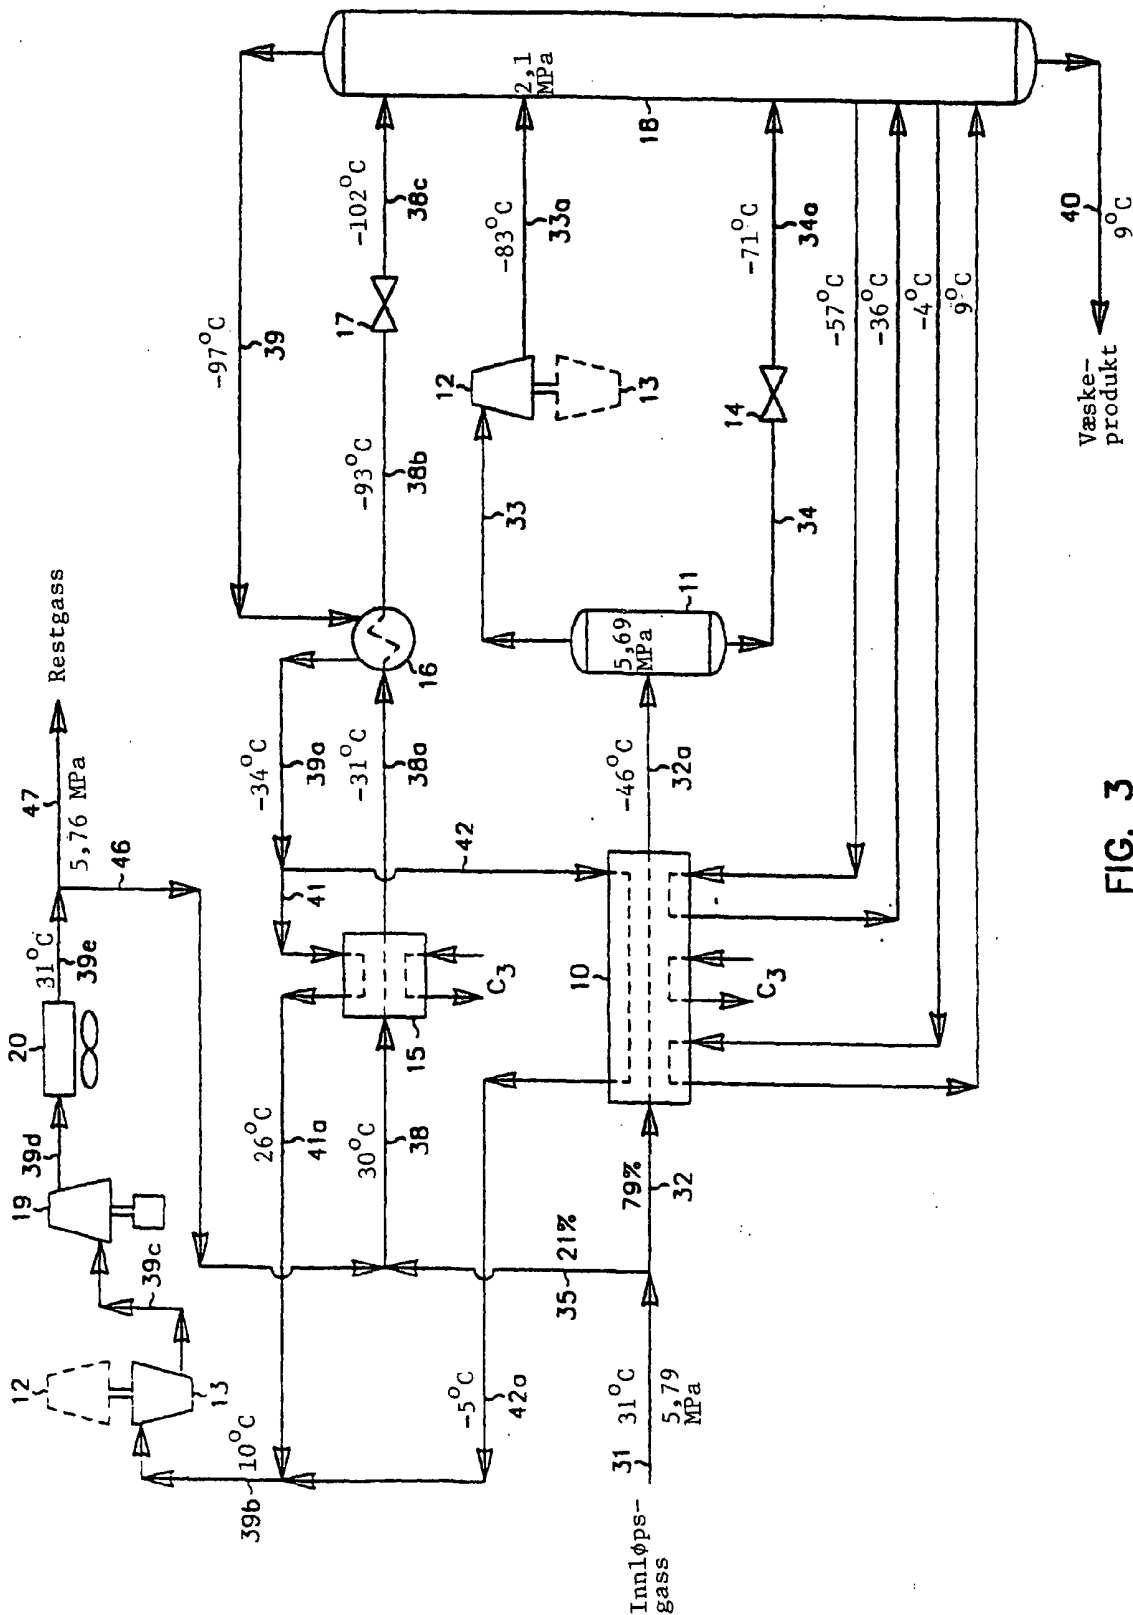 Restgass
47
5,76 MPa
46
31°C
39e
20
39d
19
39c
12
13
10°C
39b
-97°C
39
-34°C
39a
41
42
26°C
41a
30°C
38
15
C3
-31°C
38a
16
-93°C
38b
17
-102°C
38c
2,1
MPa
18
12
13
33
-83°C
33a
11
5,69
MPa
14
34
-71°C
34a
-57°C
-36°C
-4°C
9°C
-46°C
32a
10
C3
79%
32
21%
35
-5°C
42a
31
31°C
5,79
MPa
Innløps-
gass
40
9°C
Væske-
produkt
FIG. 3